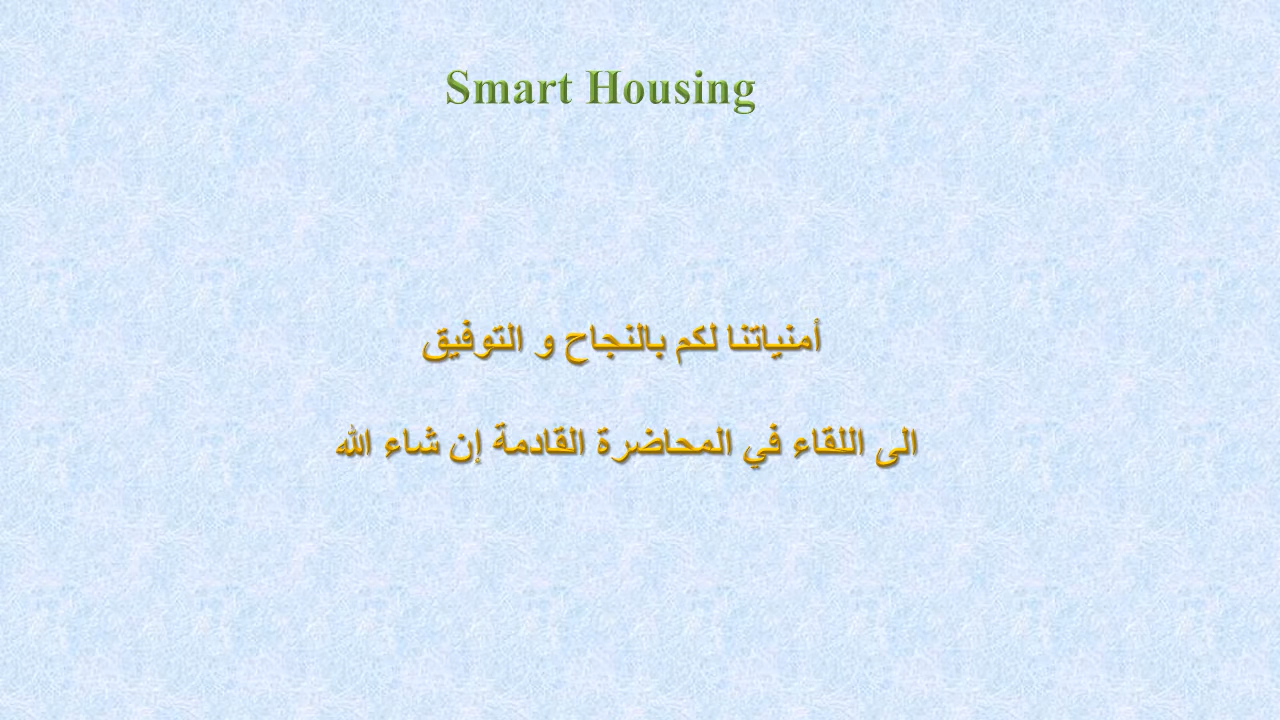 Smart Housing
أمنياتنا لكم بالنجاح و التوفيق
الى اللقاء في المحاضرة القادمة إن شاء الله